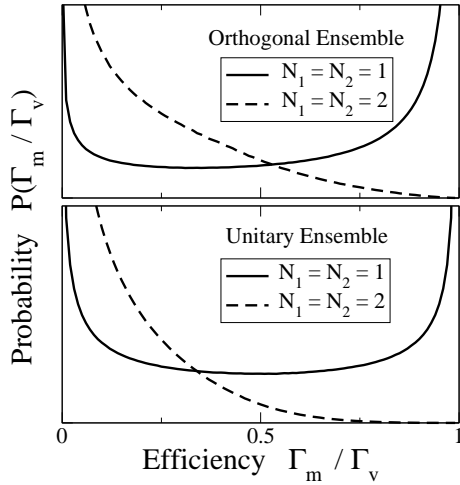 Orthogonal Ensemble
N₁ = N₂ = 1
N₁ = N₂ = 2
Unitary Ensemble
N₁ = N₂ = 1
N₁ = N₂ = 2
Probability P(Γₘ / Γᵥ)
0
0.5
1
Efficiency Γₘ / Γᵥ